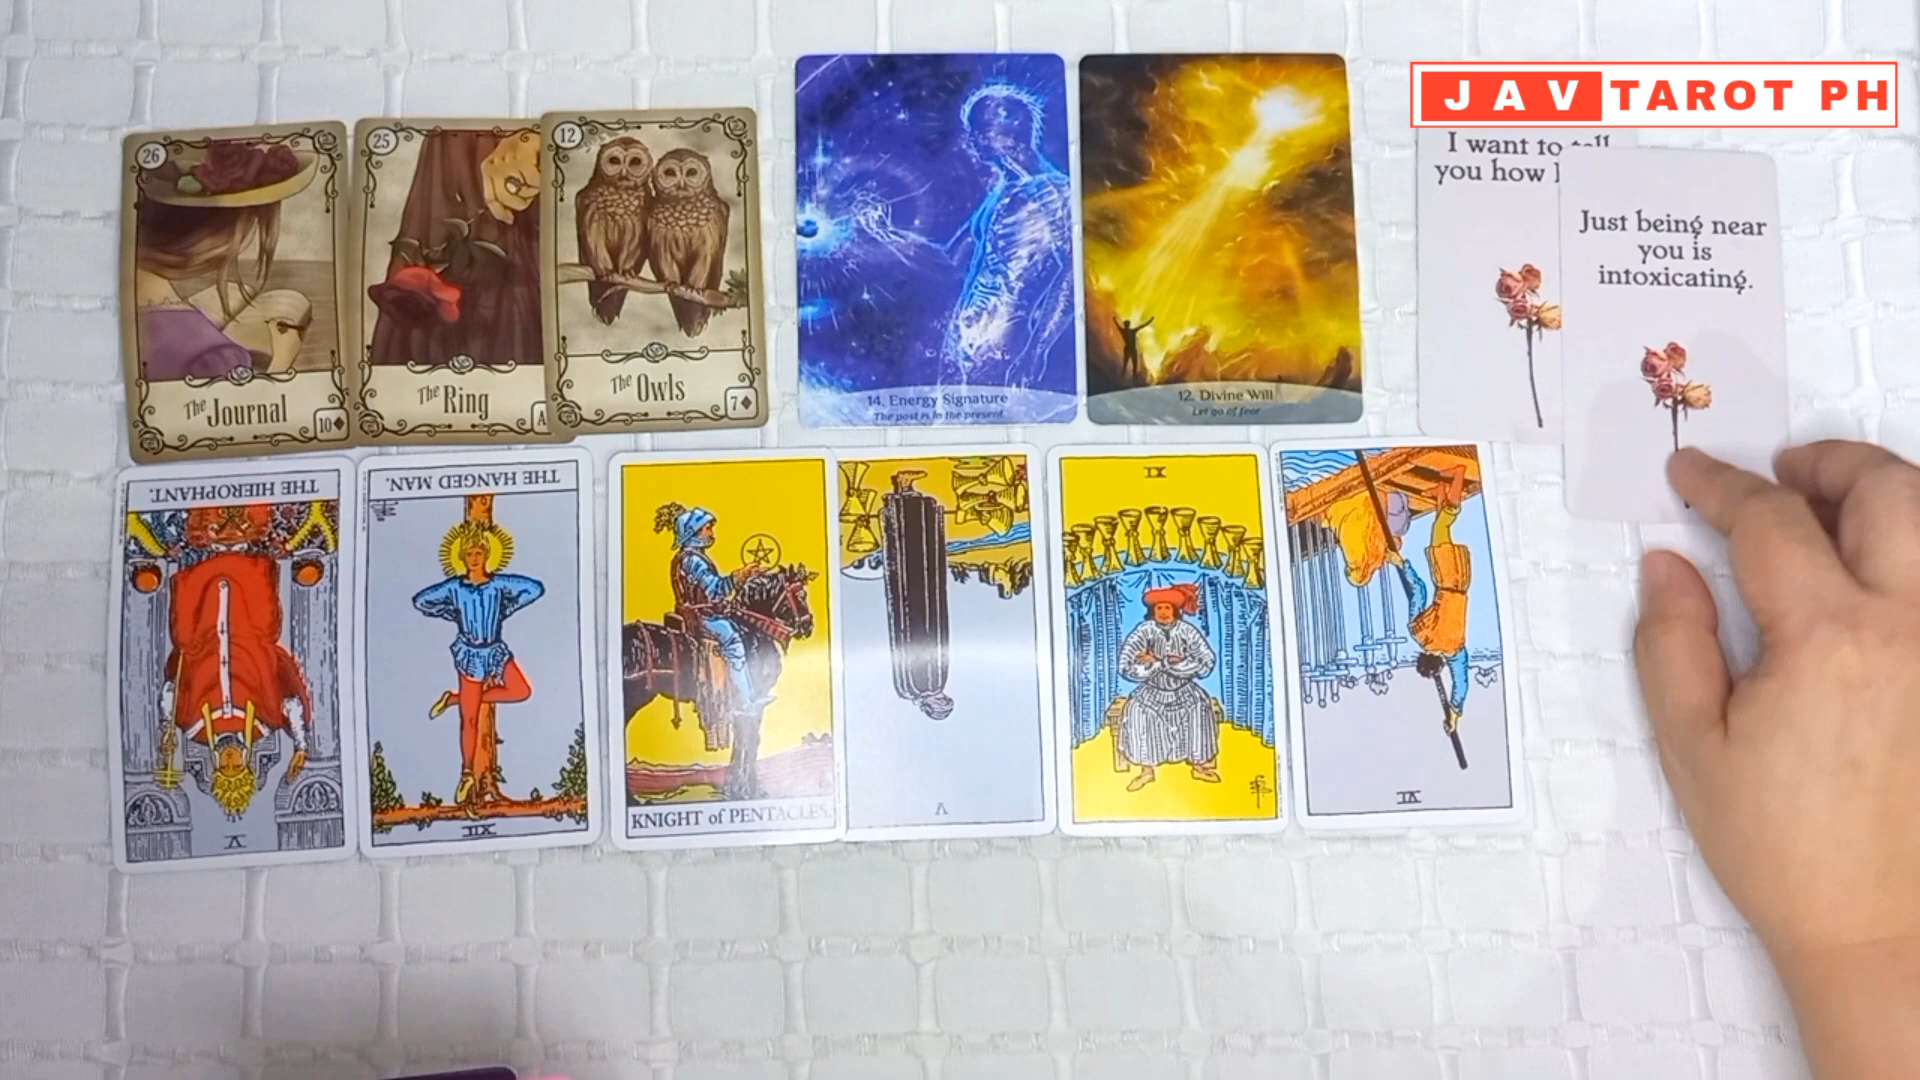 JAV TAROT PH
26
The Journal
10
25
The Ring
A
12
The Owls
7
14. Energy Signature
The past is in the present
12. Divine Will
Let go of fear
I want to tell
you how I
Just being near
you is
intoxicating.
THE HIEROPHANT.
V
THE HANGED MAN.
XII
KNIGHT of PENTACLES.
V
IX
VI